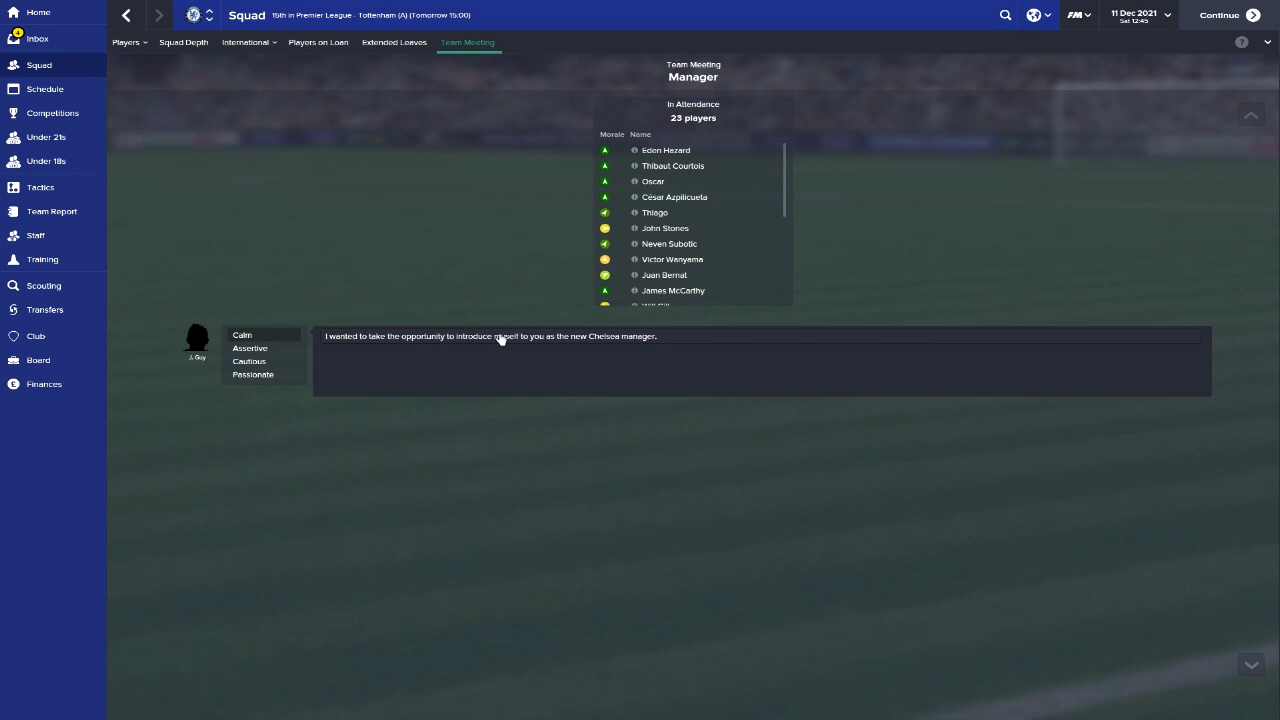 Home
Squad
15th in Premier League - Tottenham (A) (Tomorrow 15:00)
FM
11 Dec 2021
Sat 12:45
Continue
4
Inbox
Players
Squad Depth
International
Players on Loan
Extended Leaves
Team Meeting
?
Squad
Schedule
Competitions
Under 21s
Under 18s
Tactics
Team Report
Staff
Training
Scouting
Transfers
Club
Board
Finances
Team Meeting
Manager
In Attendance
23 players
Morale Name
Eden Hazard
Thibaut Courtois
Oscar
César Azpilicueta
Thiago
John Stones
Neven Subotic
Victor Wanyama
Juan Bernat
James McCarthy
J. Guy
Calm
Assertive
Cautious
Passionate
I wanted to take the opportunity to introduce myself to you as the new Chelsea manager.